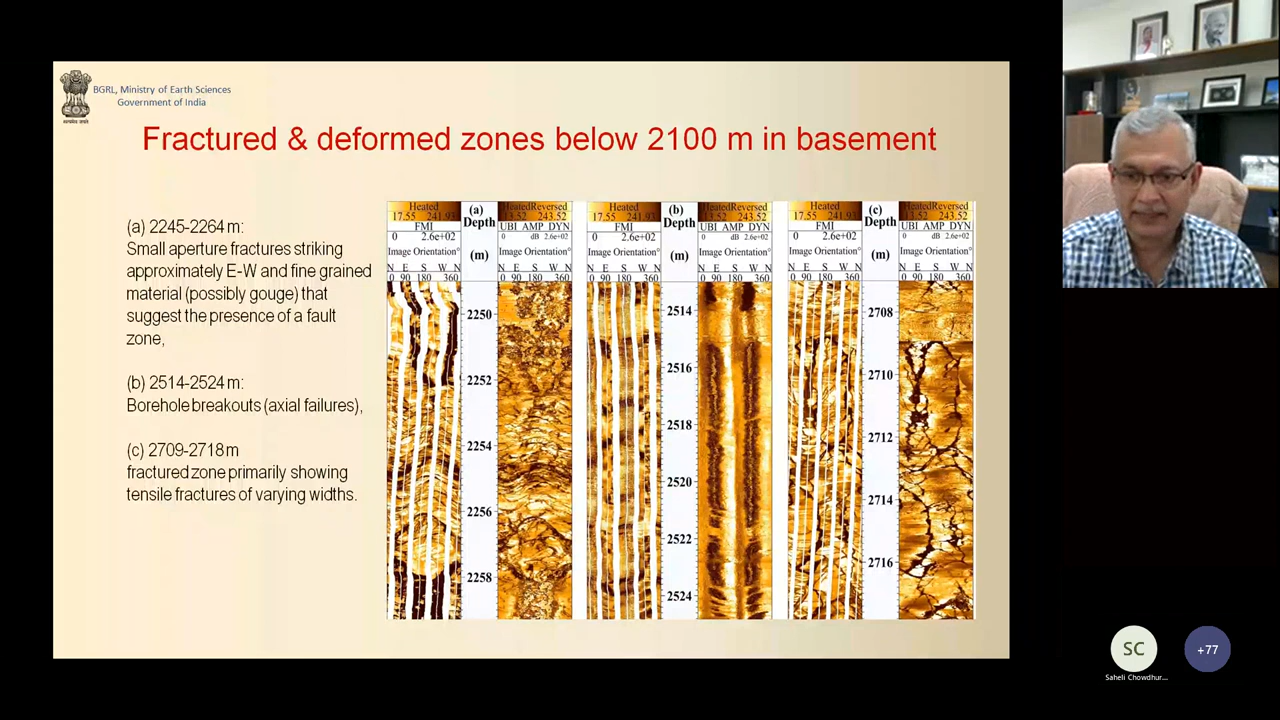 BGRL, Ministry of Earth Sciences
Government of India
Fractured & deformed zones below 2100 m in basement
(a) 2245-2264 m:
Small aperture fractures striking
approximately E-W and fine grained
material (possibly gouge) that
suggest the presence of a fault
zone,
(b) 2514-2524 m:
Borehole breakouts (axial failures),
(c) 2709-2718 m
fractured zone primarily showing
tensile fractures of varying widths.
Heated
17.55 241.93
FMI
0 2.6e+02
Image Orientation°
N E S W N
0 90 180 360
(a)
Depth
(m)
2250
2252
2254
2256
2258
HeatedReversed
243.52
UBI AMP DYN
0 dB 2.6e+02
Image Orientation°
N E S W N
0 90 180 360
Heated
17.55 241.93
FMI
0 2.6e+02
Image Orientation°
N E S W N
0 90 180 360
(b)
Depth
(m)
2514
2516
2518
2520
2522
2524
HeatedReversed
243.52
UBI AMP DYN
0 dB 2.6e+02
Image Orientation°
N E S W N
0 90 180 360
Heated
17.55 241.93
FMI
0 2.6e+02
Image Orientation°
N E S W N
0 90 180 360
(c)
Depth
(m)
2708
2710
2712
2714
2716
HeatedReversed
243.52
UBI AMP DYN
0 dB 2.6e+02
Image Orientation°
N E S W N
0 90 180 360
SC
+77
Saheli Chowdhur...